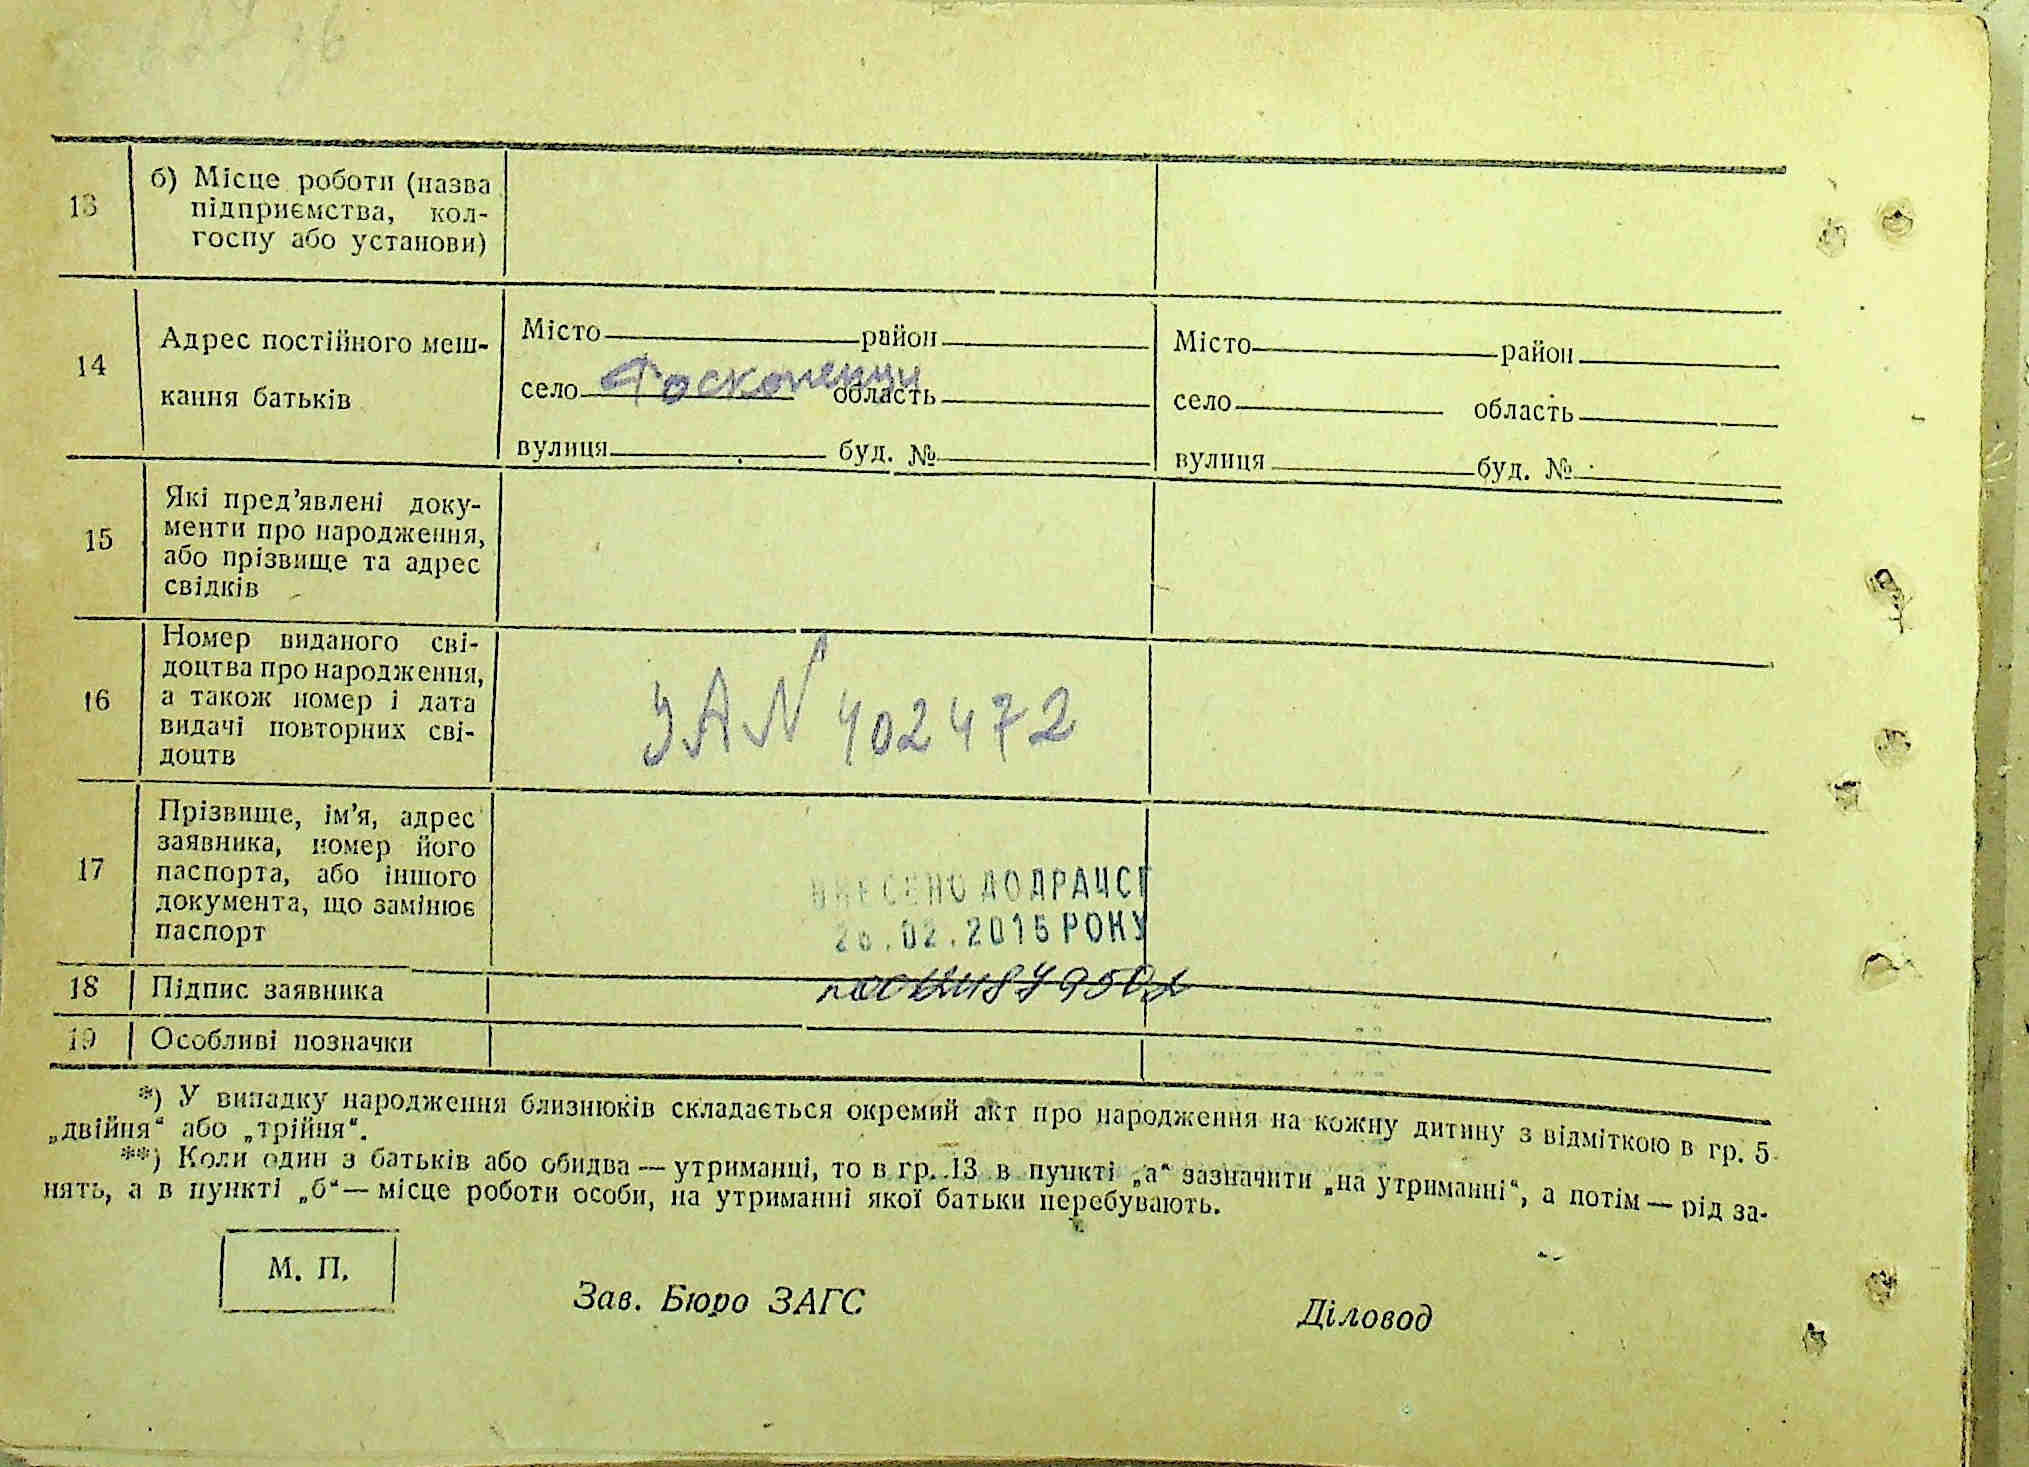 13
б) Місце роботи (назва
підприємства, кол-
госпу або установи)
14
Адрес постійного меш-
кання батьків
Місто район
село область
вулиця буд. №
Місто район
село область
вулиця буд. №
15
Які пред’явлені доку-
менти про народження,
або прізвище та адрес
свідків
16
Номер виданого сві-
доцтва про народження,
а також номер і дата
видачі повторних сві-
доцтв
УАN 402472
17
Прізвище, ім’я, адрес
заявника, номер його
паспорта, або іншого
документа, що замінює
паспорт
ВНЕСЕНО ДО ДРАЦСГ
26.02.2015 РОКУ
18
Підпис заявника
19
Особливі позначки
*) У випадку народження близнюків складається окремий акт про народження на кожну дитину з відміткою в гр. 5
„двійня“ або „трійня“.
**) Коли один з батьків або обидва — утриманці, то в гр. 13 в пункті „а“ зазначити „на утриманні“, а потім — рід за-
нять, а в пункті „б“ — місце роботи особи, на утриманні якої батьки перебувають.
М. П.
Зав. Бюро ЗАГС
Діловод